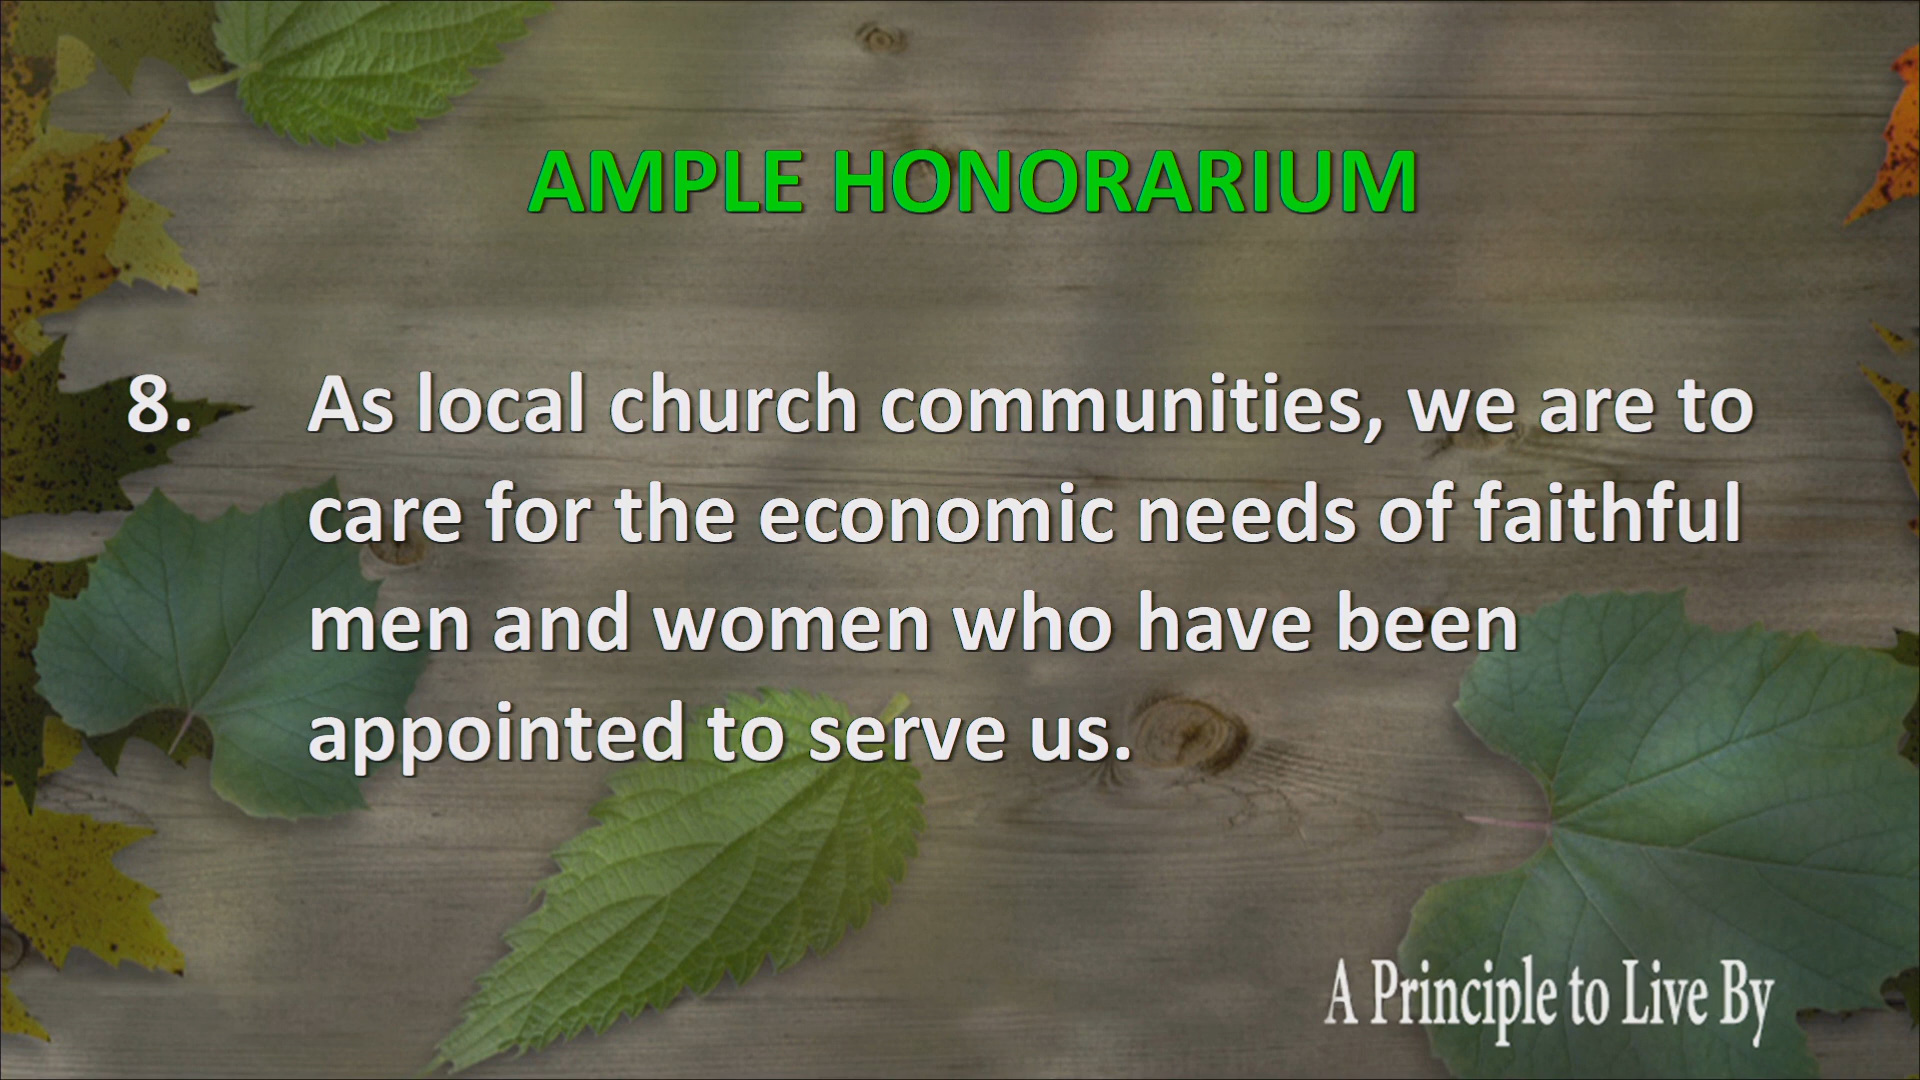 AMPLE HONORARIUM
8. As local church communities, we are to
care for the economic needs of faithful
men and women who have been
appointed to serve us.
A Principle to Live By